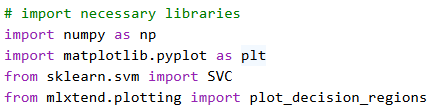 # import necessary libraries
import numpy as np
import matplotlib.pyplot as plt
from sklearn.svm import SVC
from mlxtend.plotting import plot_decision_regions